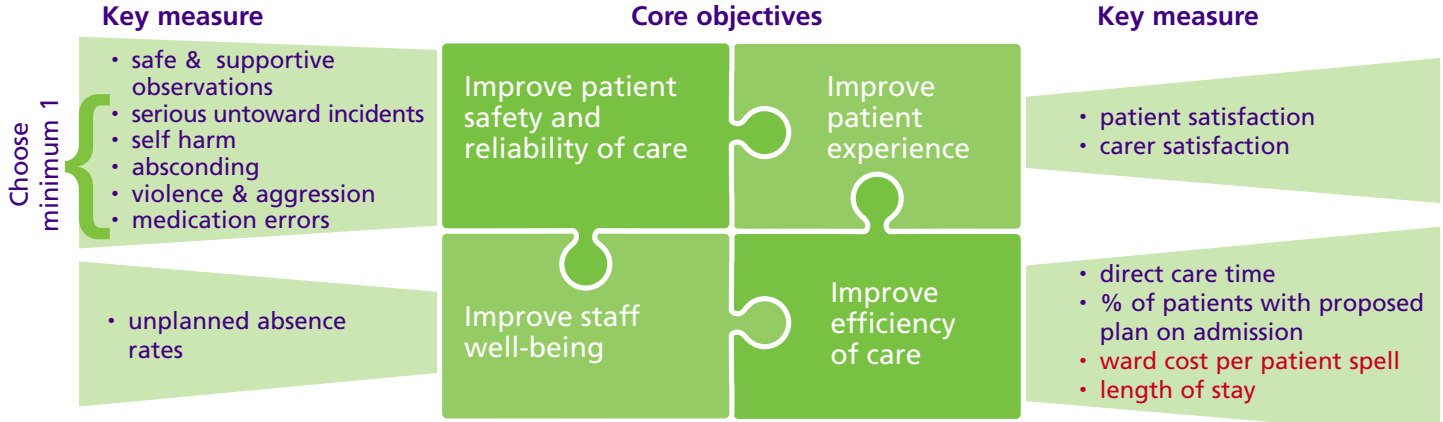 Key measure
Core objectives
Key measure
Choose
minimum 1
• safe &  supportive
observations
• serious untoward incidents
• self harm
• absconding
• violence & aggression
• medication errors
Improve patient
safety and
reliability of care
Improve
patient
experience
• patient satisfaction
• carer satisfaction
• unplanned absence
rates
Improve staff
well-being
Improve
efficiency
of care
• direct care time
• % of patients with proposed
plan on admission
• ward cost per patient spell
• length of stay